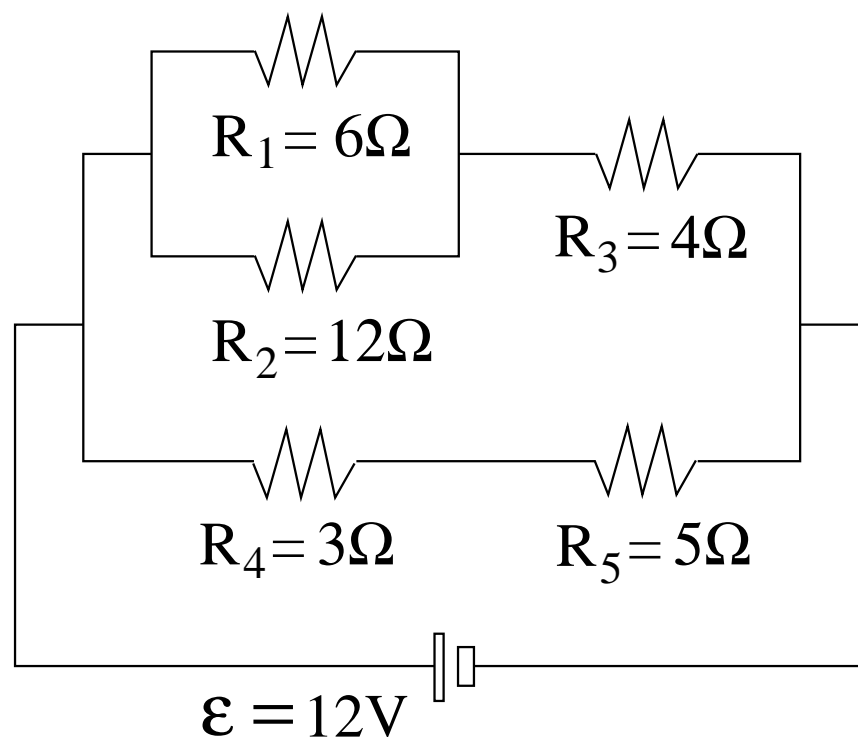 R1 = 6Ω
R3 = 4Ω
R2 = 12Ω
R4 = 3Ω
R5 = 5Ω
ε = 12V